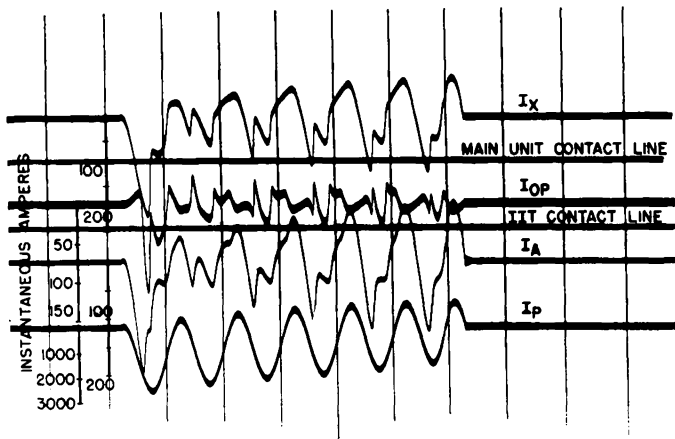 I_X
MAIN UNIT CONTACT LINE
100
I_OP
200
IIT CONTACT LINE
50
I_A
100
150
100
I_P
1000
2000
200
3000
INSTANTANEOUS AMPERES